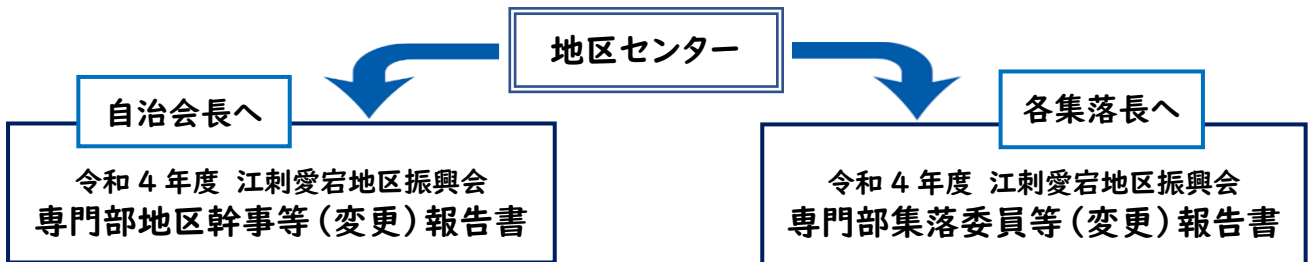 地区センター
自治会長へ
令和４年度 江刺愛宕地区振興会
専門部地区幹事等（変更）報告書
各集落長へ
令和４年度 江刺愛宕地区振興会
専門部集落委員等（変更）報告書